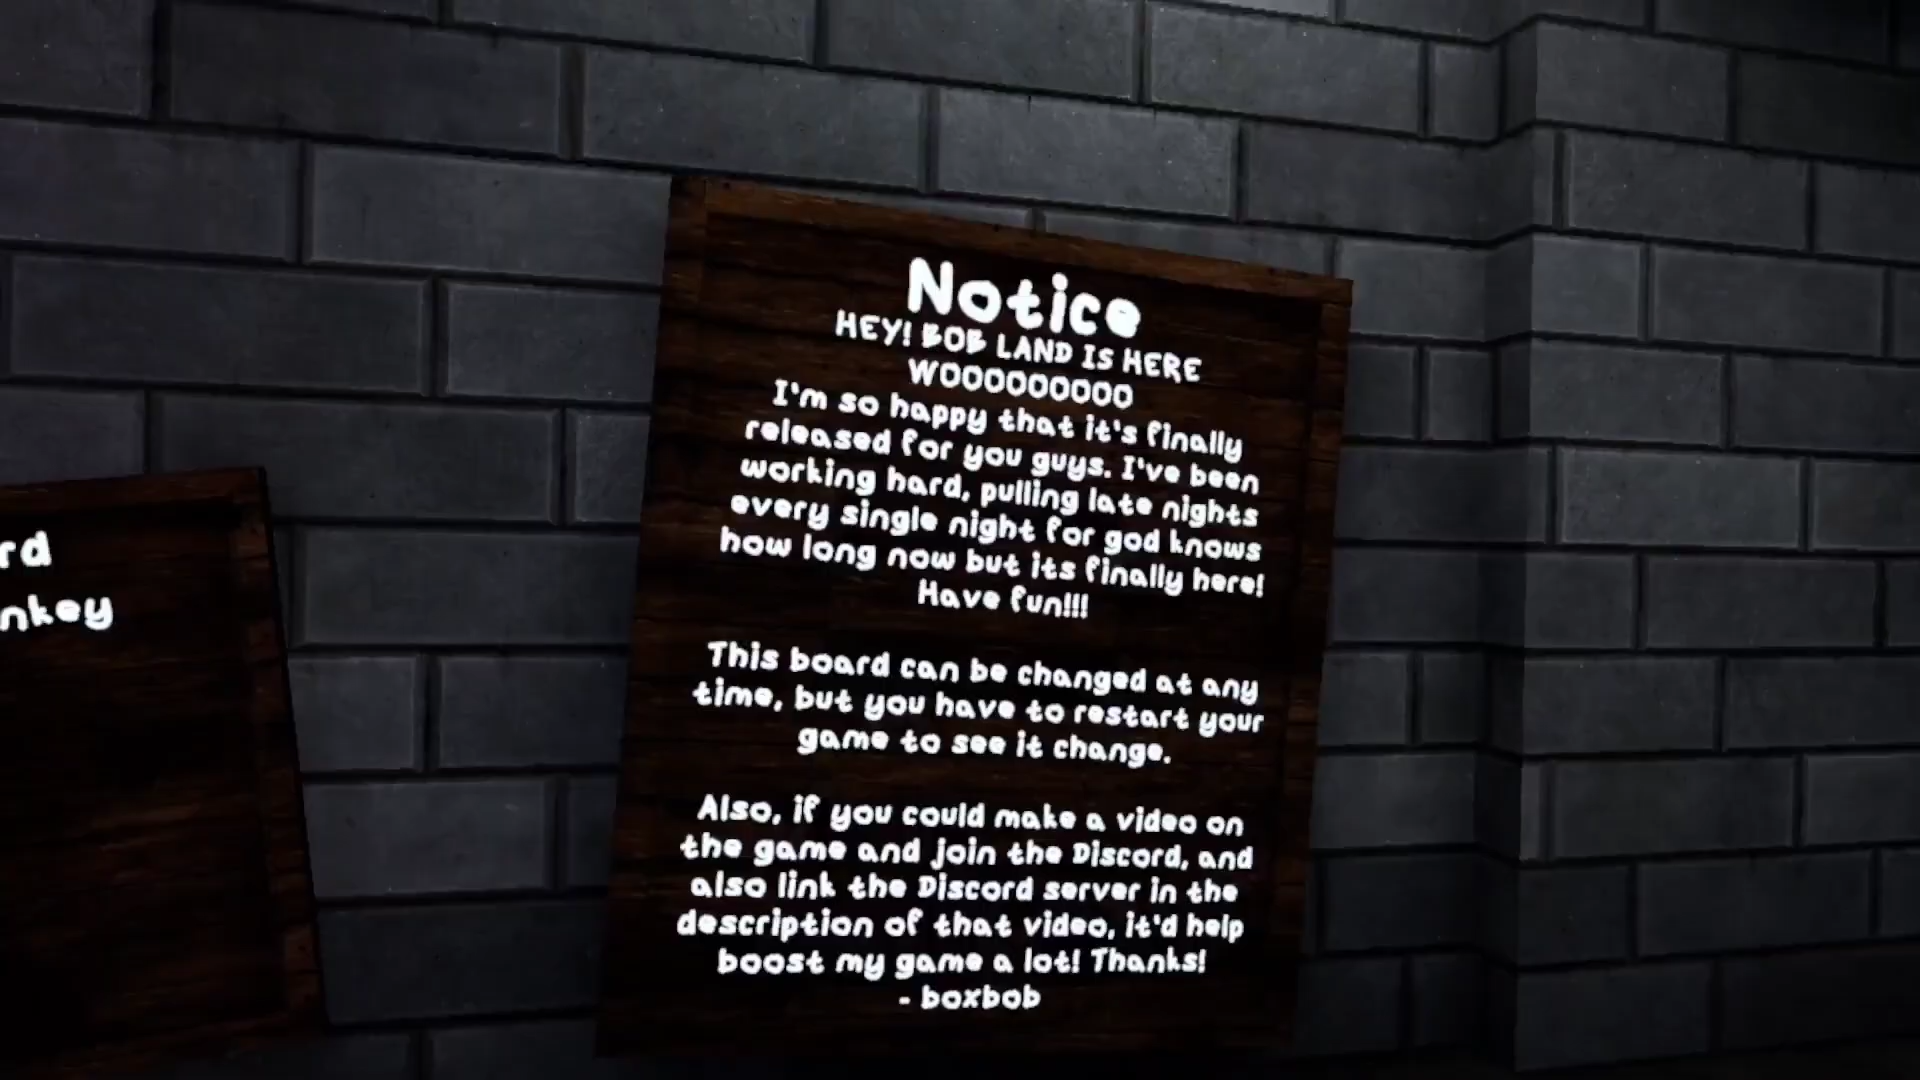 Notice
HEY! BOB LAND IS HERE
WOOOOOOOOO
I'm so happy that it's finally
released for you guys. I've been
working hard, pulling late nights
every single night for god knows
how long now but its finally here!
Have fun!!!
This board can be changed at any
time, but you have to restart your
game to see it change.
Also, if you could make a video on
the game and join the Discord, and
also link the Discord server in the
description of that video, it'd help
boost my game a lot! Thanks!
- boxbob
rd
nkey